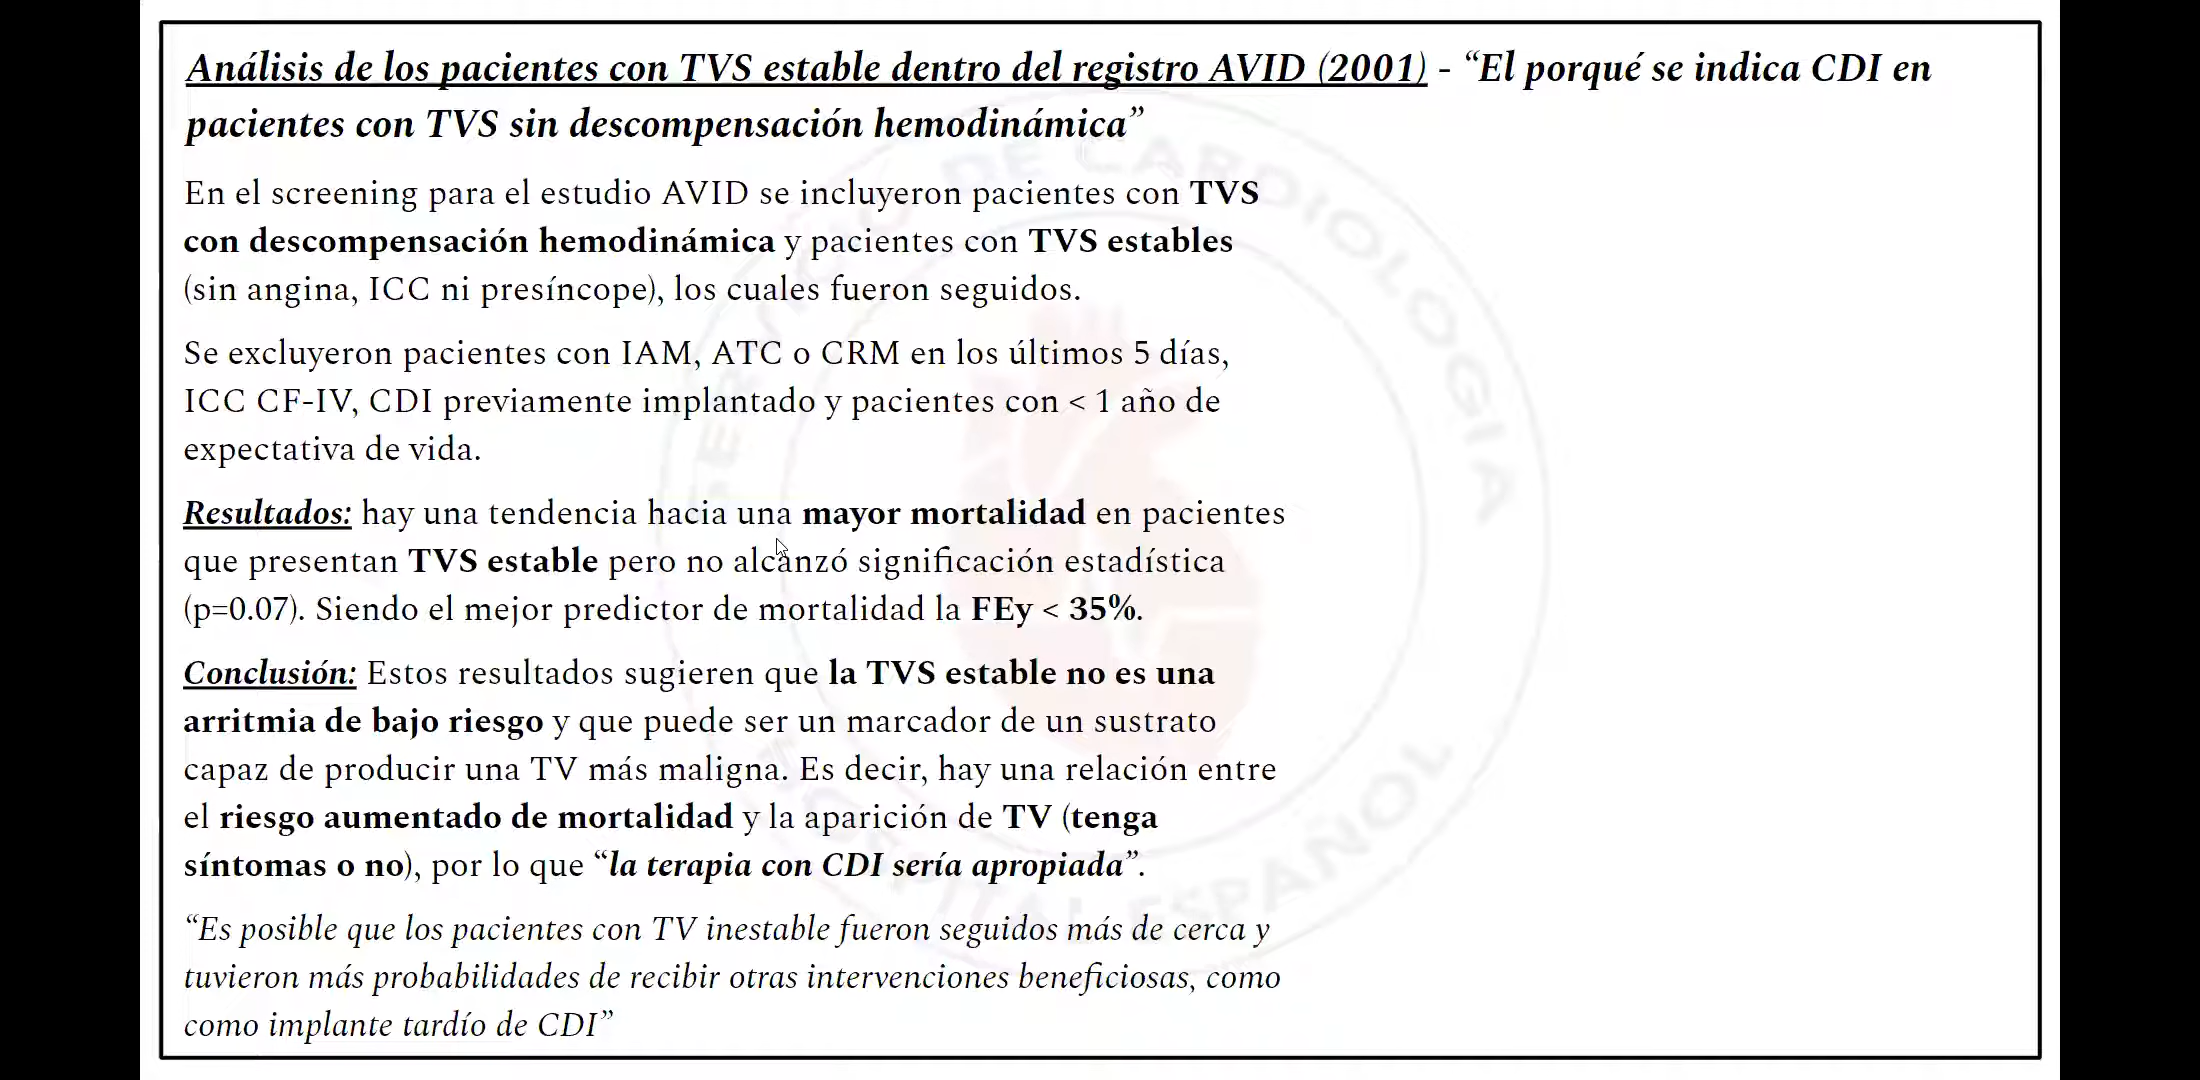 Análisis de los pacientes con TVS estable dentro del registro AVID (2001) - “El porqué se indica CDI en
pacientes con TVS sin descompensación hemodinámica”
En el screening para el estudio AVID se incluyeron pacientes con TVS
con descompensación hemodinámica y pacientes con TVS estables
(sin angina, ICC ni presíncope), los cuales fueron seguidos.
Se excluyeron pacientes con IAM, ATC o CRM en los últimos 5 días,
ICC CF-IV, CDI previamente implantado y pacientes con < 1 año de
expectativa de vida.
Resultados: hay una tendencia hacia una mayor mortalidad en pacientes
que presentan TVS estable pero no alcanzó significación estadística
(p=0.07). Siendo el mejor predictor de mortalidad la FEy < 35%.
Conclusión: Estos resultados sugieren que la TVS estable no es una
arritmia de bajo riesgo y que puede ser un marcador de un sustrato
capaz de producir una TV más maligna. Es decir, hay una relación entre
el riesgo aumentado de mortalidad y la aparición de TV (tenga
síntomas o no), por lo que “la terapia con CDI sería apropiada”.
“Es posible que los pacientes con TV inestable fueron seguidos más de cerca y
tuvieron más probabilidades de recibir otras intervenciones beneficiosas, como
como implante tardío de CDI”
SERVICIO DE CARDIOLOGIA
HOSPITAL ESPAÑOL